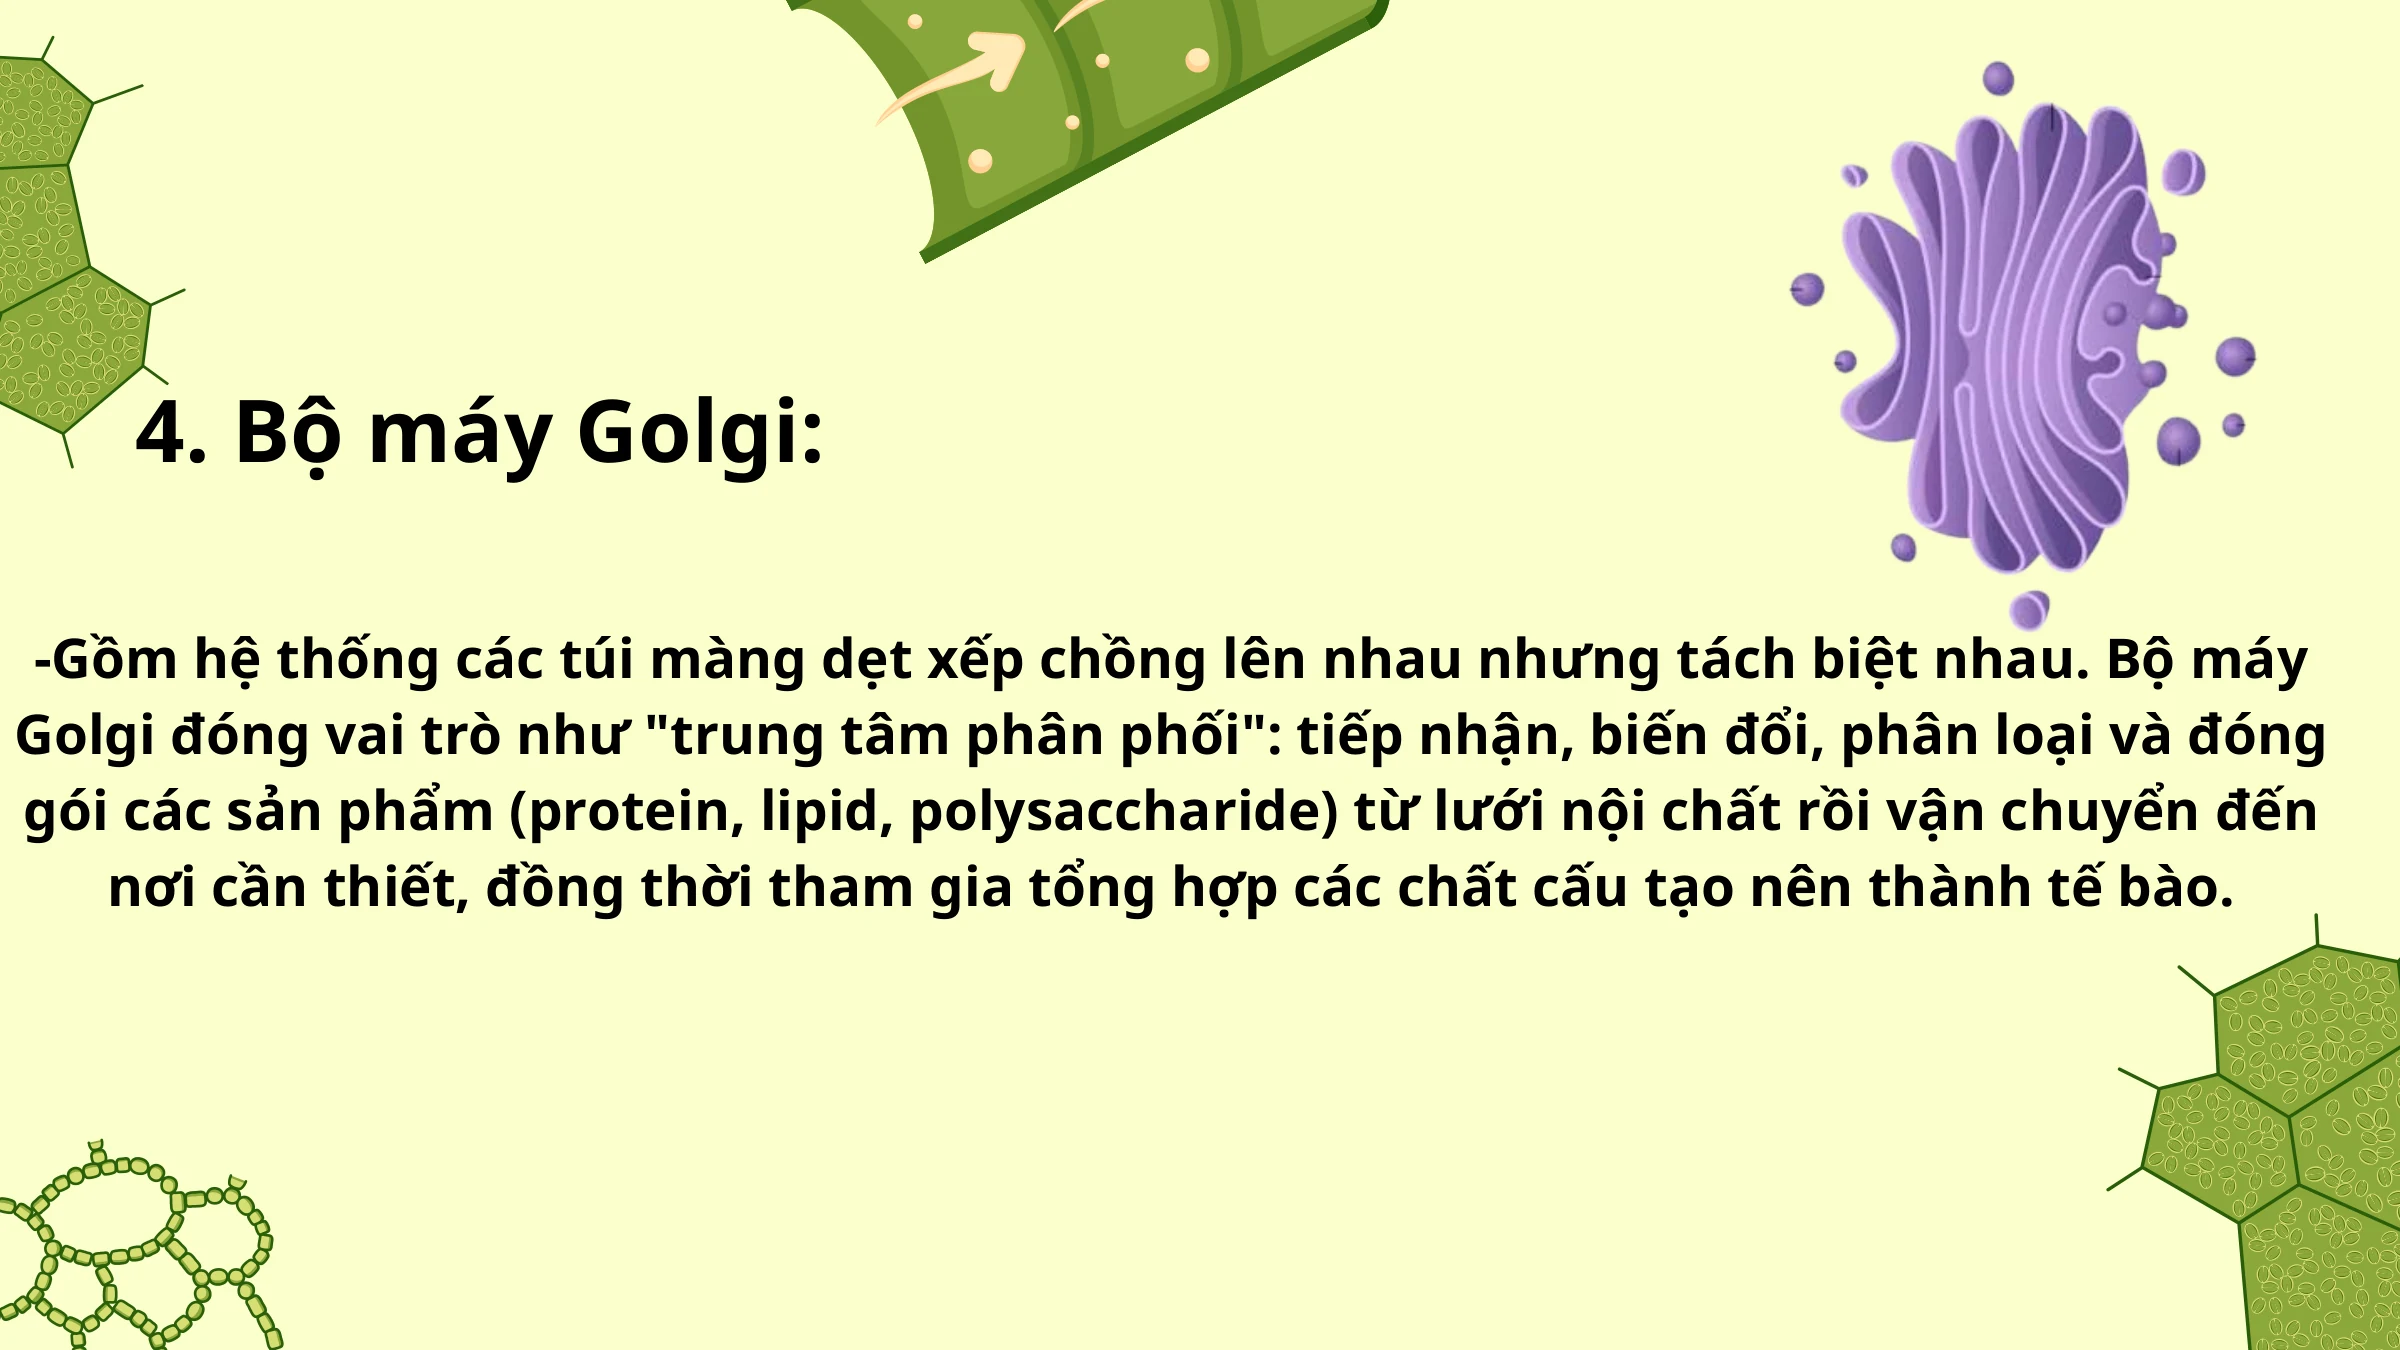 4. Bộ máy Golgi:
-Gồm hệ thống các túi màng dẹt xếp chồng lên nhau nhưng tách biệt nhau. Bộ máy
Golgi đóng vai trò như "trung tâm phân phối": tiếp nhận, biến đổi, phân loại và đóng
gói các sản phẩm (protein, lipid, polysaccharide) từ lưới nội chất rồi vận chuyển đến
nơi cần thiết, đồng thời tham gia tổng hợp các chất cấu tạo nên thành tế bào.